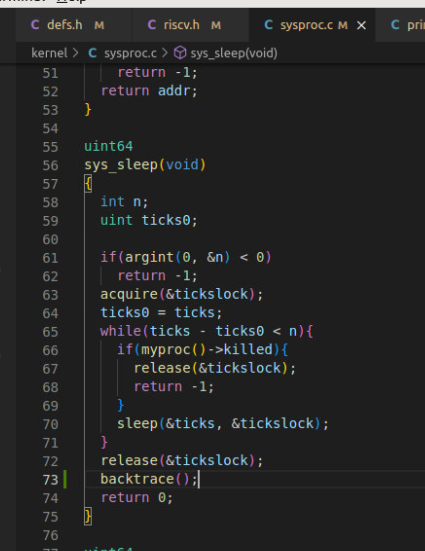 C defs.h M C riscv.h M C sysproc.c M × C
kernel > C sysproc.c > sys_sleep(void)
51 return -1;
52 return addr;
53 }
54
55 uint64
56 sys_sleep(void)
57 {
58 int n;
59 uint ticks0;
60
61 if(argint(0, &n) < 0)
62 return -1;
63 acquire(&tickslock);
64 ticks0 = ticks;
65 while(ticks - ticks0 < n){
66 if(myproc()->killed){
67 release(&tickslock);
68 return -1;
69 }
70 sleep(&ticks, &tickslock);
71 }
72 release(&tickslock);
73 backtrace();
74 return 0;
75 }
76